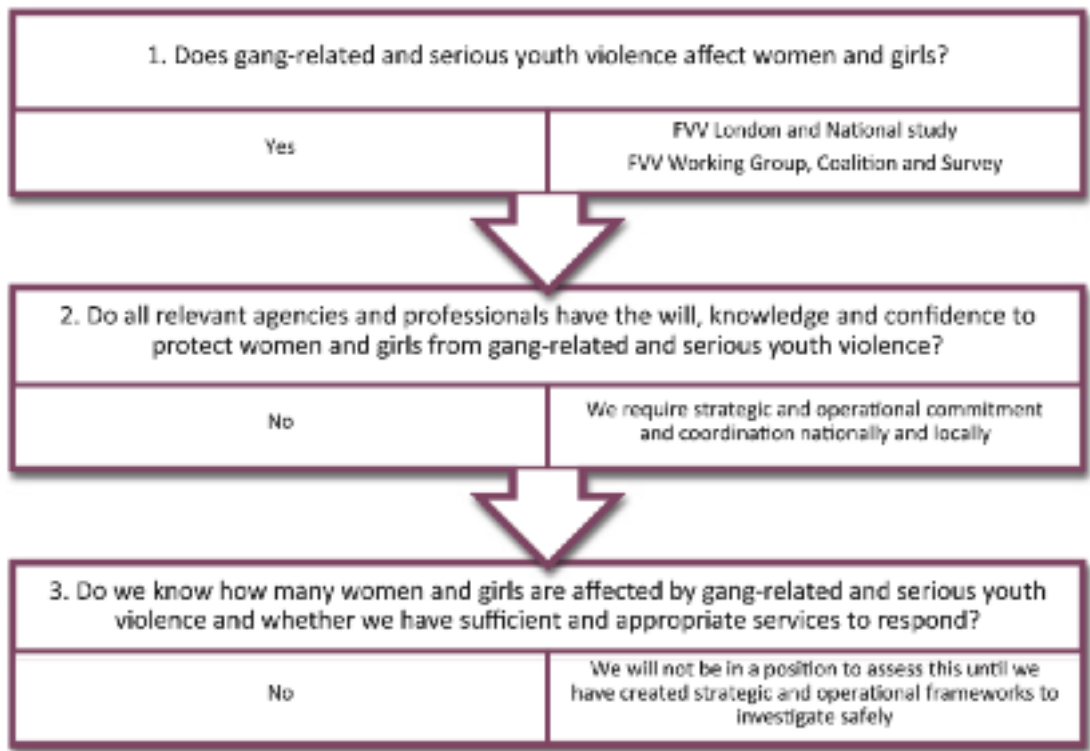 1. Does gang-related and serious youth violence affect women and girls?
Yes
FVV London and National study
FVV Working Group, Coalition and Survey
2. Do all relevant agencies and professionals have the will, knowledge and confidence to
protect women and girls from gang-related and serious youth violence?
No
We require strategic and operational commitment
and coordination nationally and locally
3. Do we know how many women and girls are affected by gang-related and serious youth
violence and whether we have sufficient and appropriate services to respond?
No
We will not be in a position to assess this until we
have created strategic and operational frameworks to
investigate safely